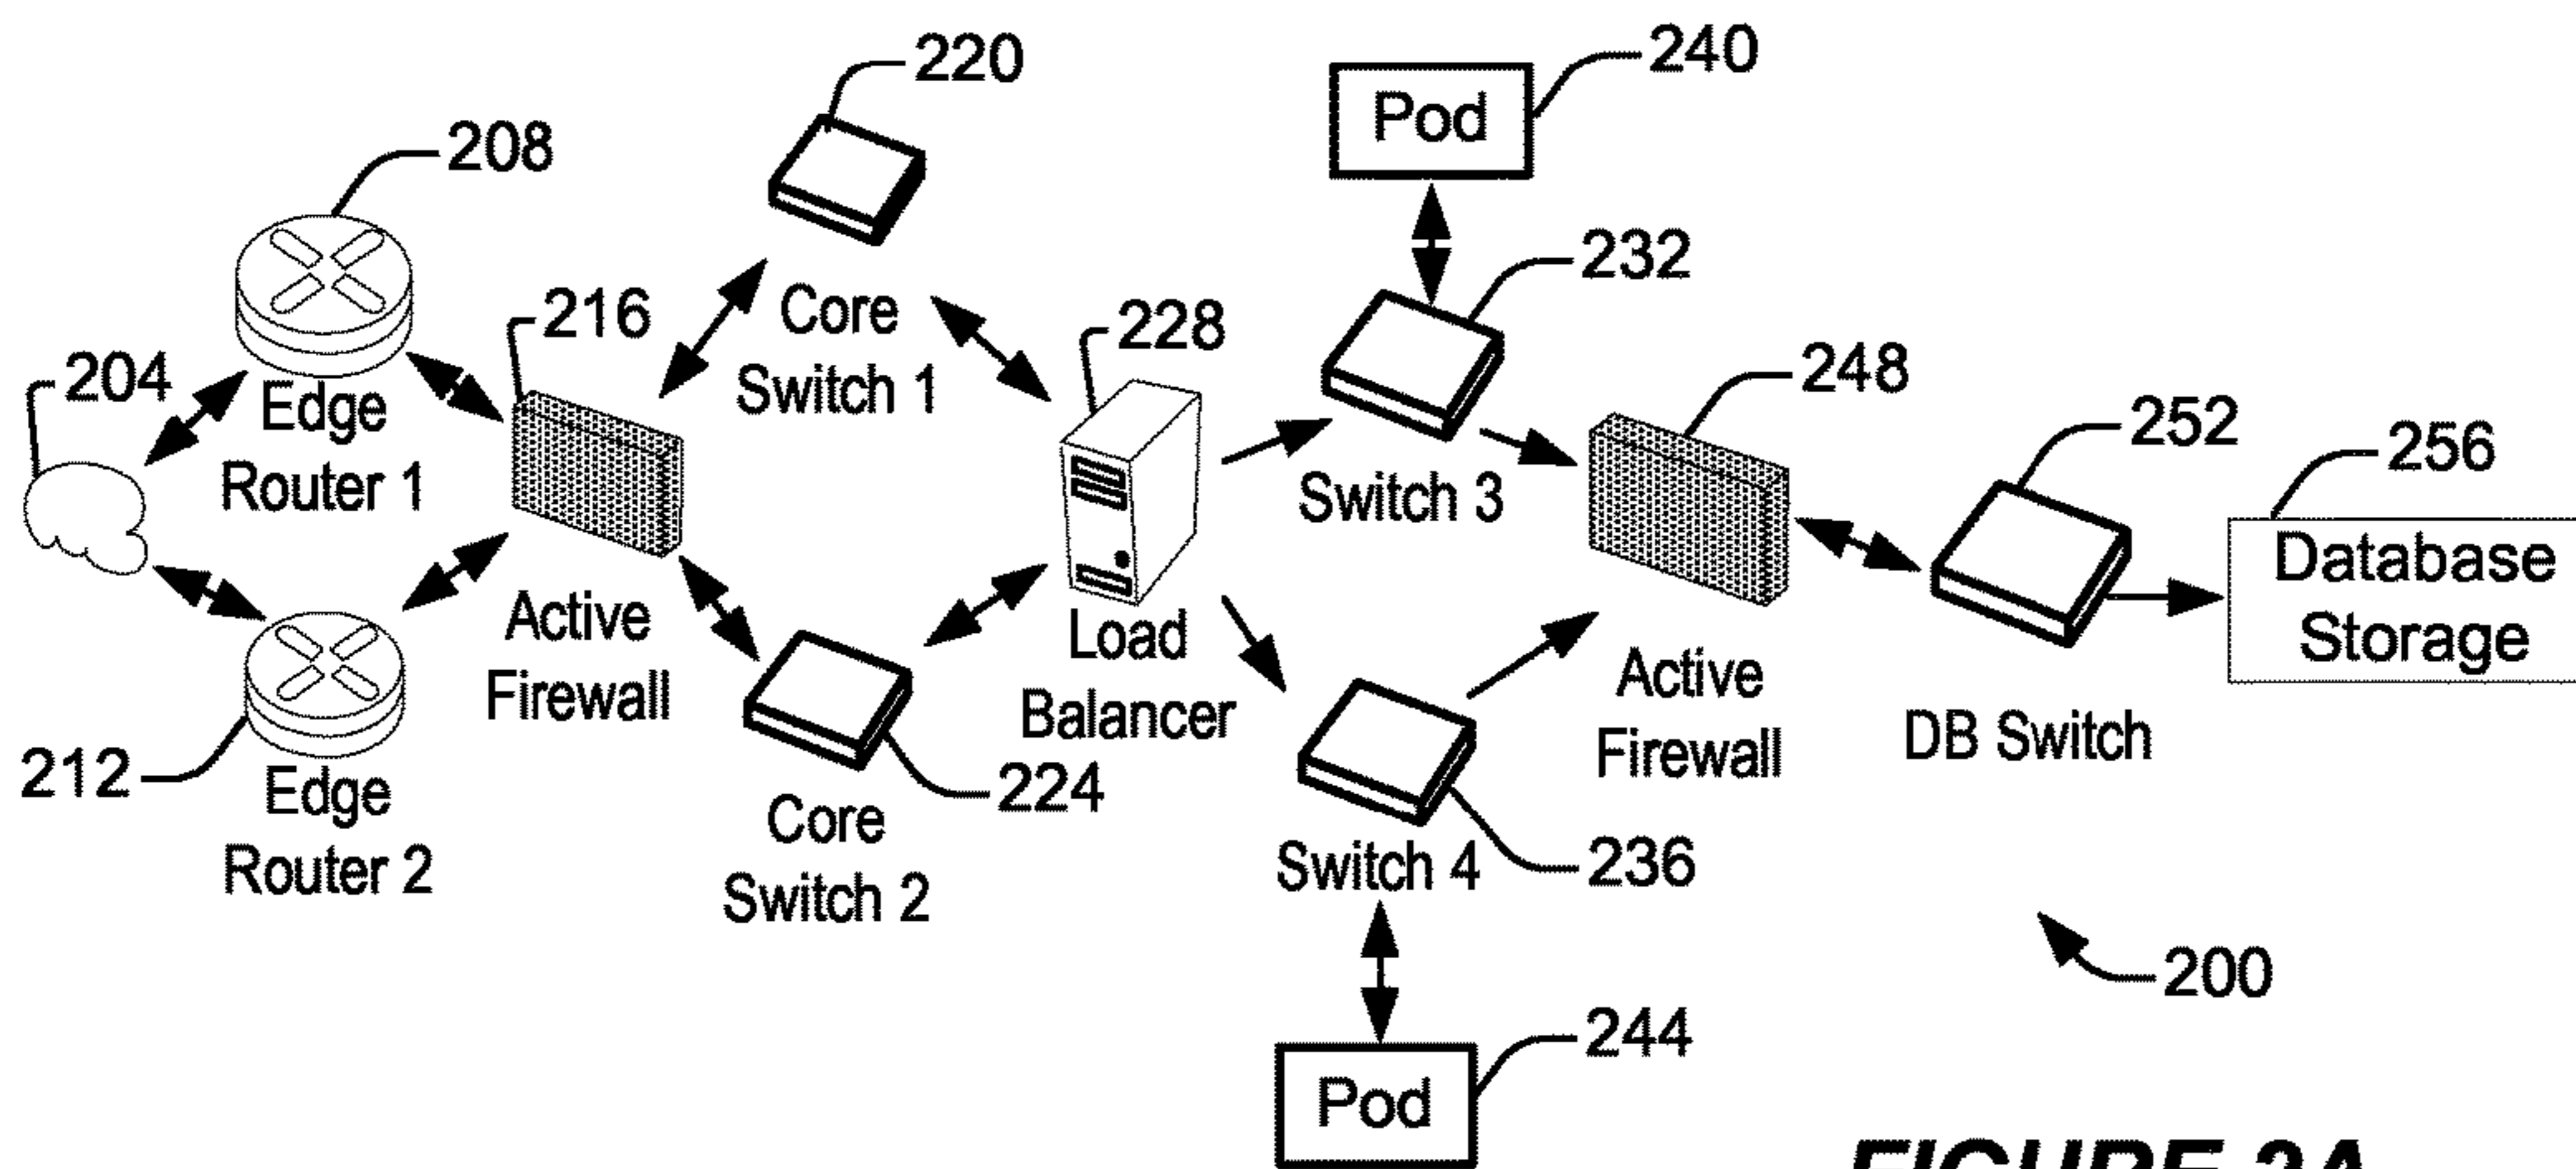 220
240
Pod
208
232
Core
Switch 1
216
228
204
Edge
Router 1
248
252
256
Switch 3
Database
Storage
Active
Firewall
Load
Balancer
Active
Firewall
DB Switch
212
Edge
Router 2
224
Core
Switch 2
Switch 4
236
200
244
Pod